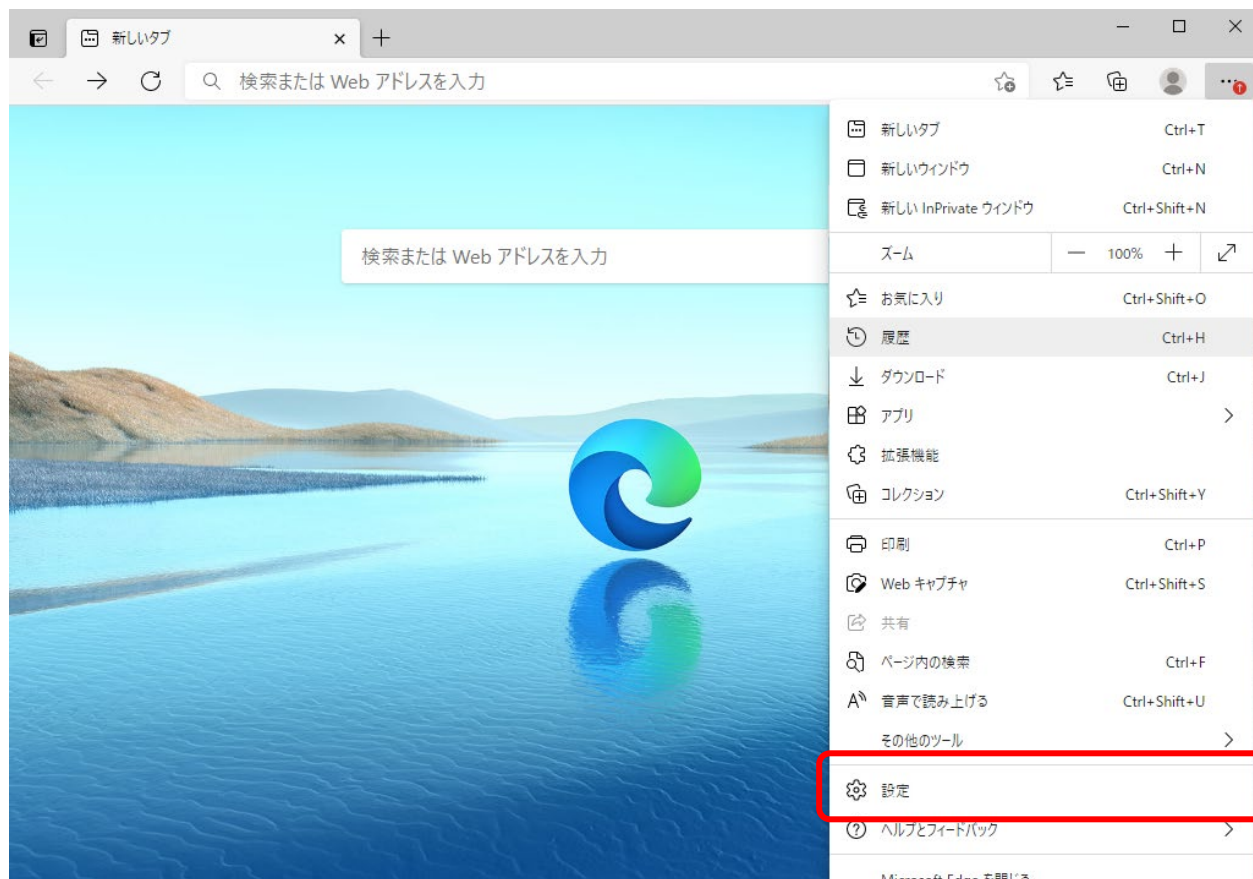 新しいタブ
検索または Web アドレスを入力
検索または Web アドレスを入力
新しいタブ Ctrl+T
新しいウィンドウ Ctrl+N
新しい InPrivate ウィンドウ Ctrl+Shift+N
ズーム 100%
お気に入り Ctrl+Shift+O
履歴 Ctrl+H
ダウンロード Ctrl+J
アプリ
拡張機能
コレクション Ctrl+Shift+Y
印刷 Ctrl+P
Web キャプチャ Ctrl+Shift+S
共有
ページ内の検索 Ctrl+F
音声で読み上げる Ctrl+Shift+U
その他のツール
設定
ヘルプとフィードバック
Microsoft Edge を閉じる